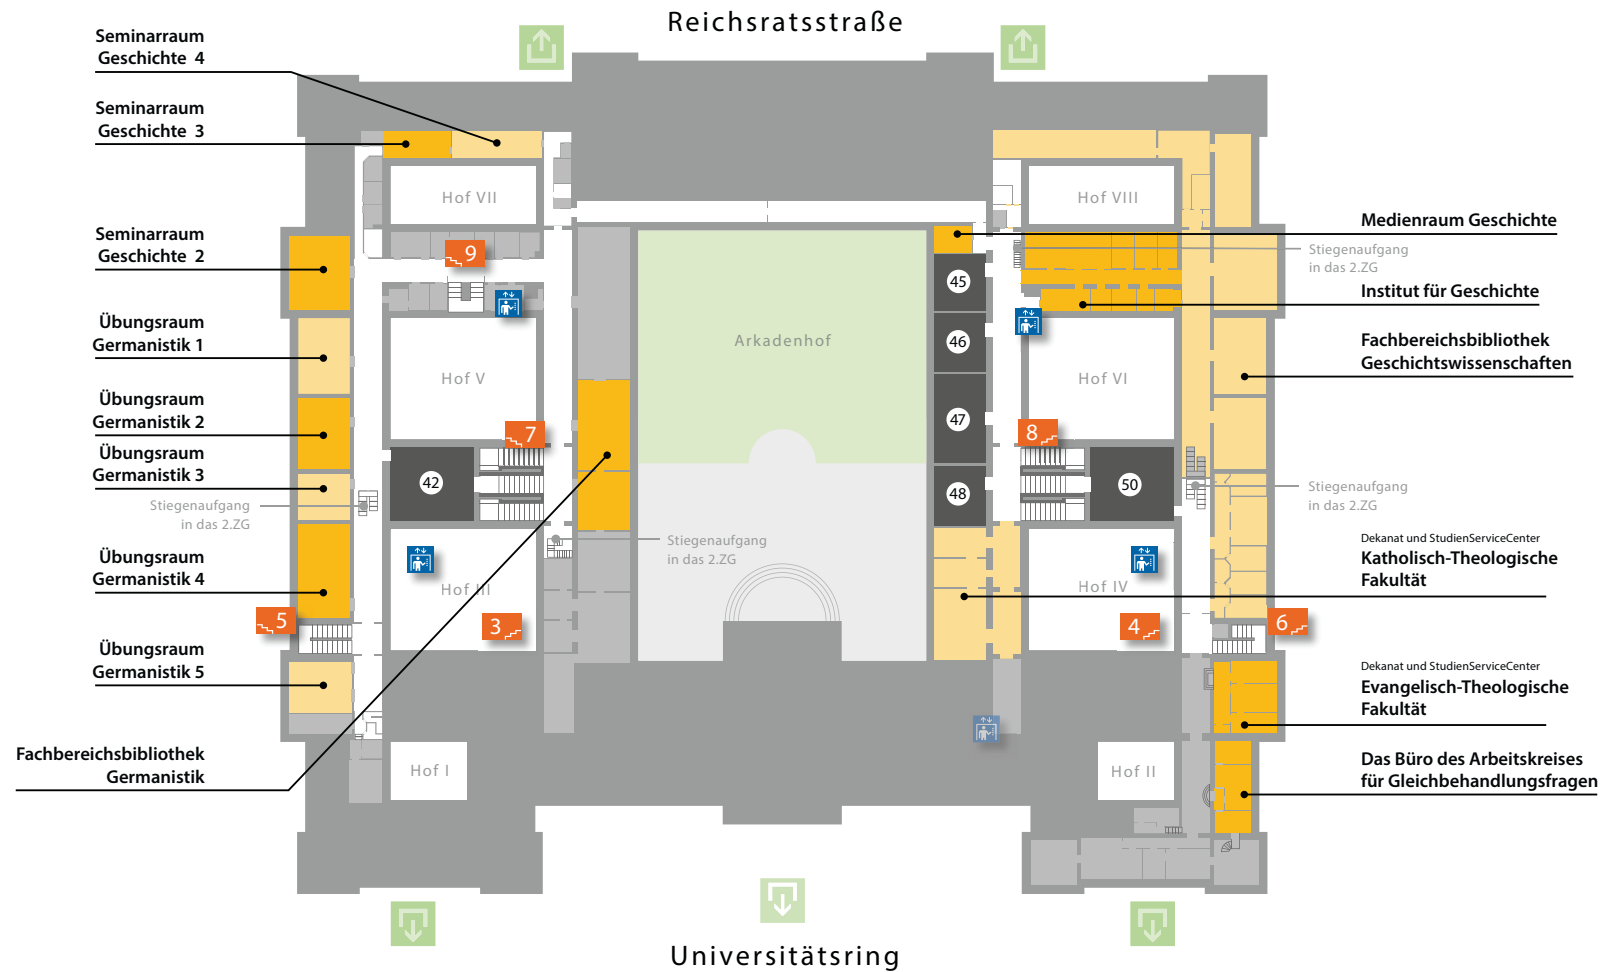 Reichsratsstraße
Seminarraum
Geschichte 4
Seminarraum
Geschichte 3
Seminarraum
Geschichte 2
Übungsraum
Germanistik 1
Übungsraum
Germanistik 2
Übungsraum
Germanistik 3
Stiegenaufgang
in das 2.ZG
Übungsraum
Germanistik 4
Übungsraum
Germanistik 5
Fachbereichsbibliothek
Germanistik
Hof VII
9
Hof V
7
42
Hof III
3
5
Hof I
Arkadenhof
Stiegenaufgang
in das 2.ZG
45
46
47
48
Hof VIII
Hof VI
8
50
Hof IV
4
6
Hof II
Medienraum Geschichte
Stiegenaufgang
in das 2.ZG
Institut für Geschichte
Fachbereichsbibliothek
Geschichtswissenschaften
Stiegenaufgang
in das 2.ZG
Dekanat und StudienServiceCenter
Katholisch-Theologische
Fakultät
Dekanat und StudienServiceCenter
Evangelisch-Theologische
Fakultät
Das Büro des Arbeitskreises
für Gleichbehandlungsfragen
Universitätsring